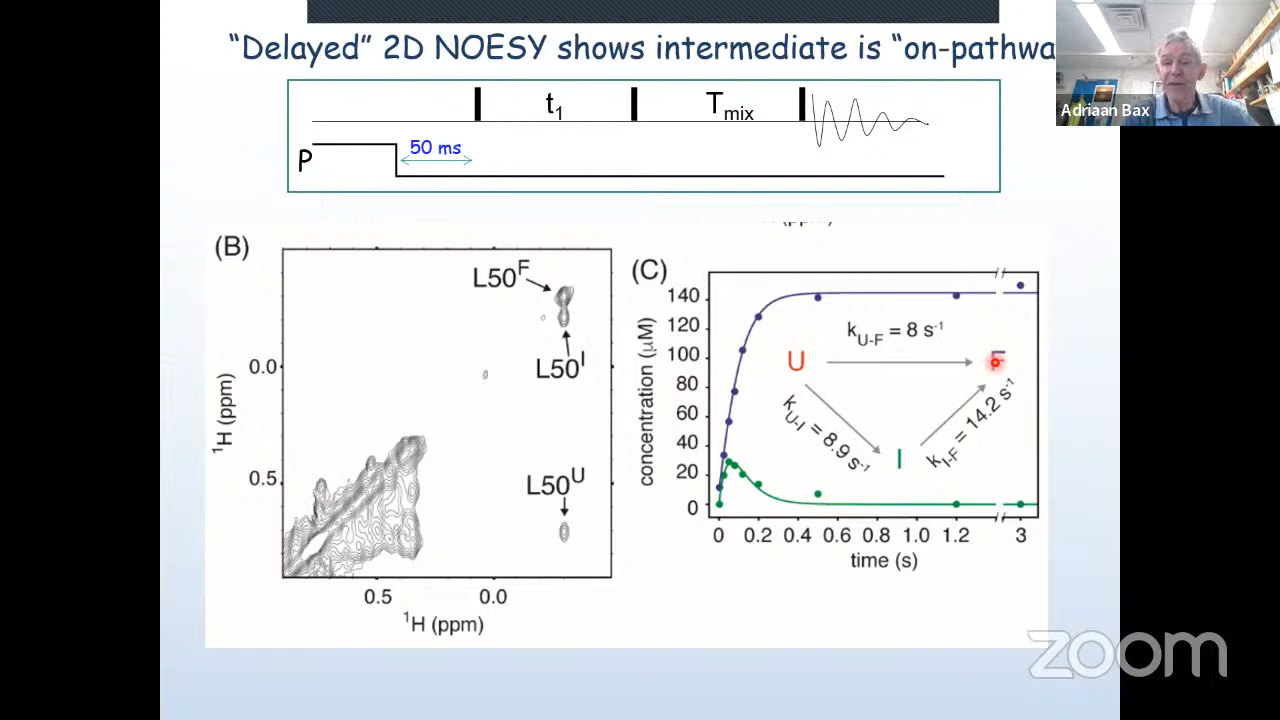 “Delayed” 2D NOESY shows intermediate is “on-pathwa
Adriaan Bax
t1
Tmix
P
50 ms
(B)
L50F
L50I
L50U
0.0
0.5
1H (ppm)
0.5
0.0
1H (ppm)
(C)
140
120
100
80
60
40
20
0
concentration (μM)
kU-F = 8 s-1
U
F
kU-I = 8.9 s-1
kI-F = 14.2 s-1
I
0
0.2
0.4
0.6
0.8
1.0
1.2
3
time (s)
zoom